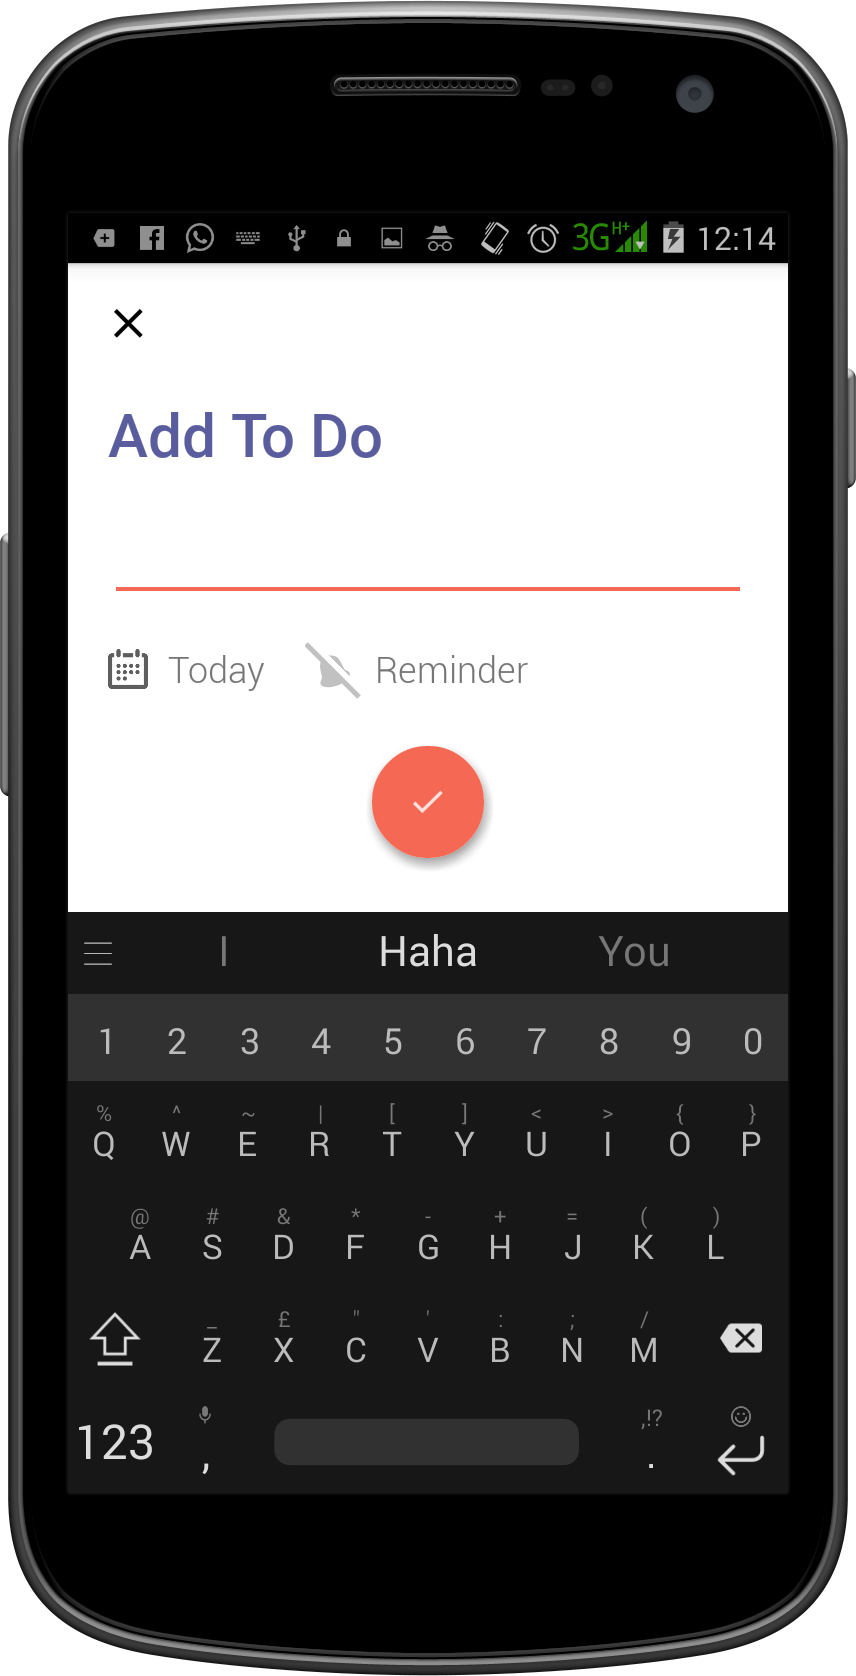 3G H+ 12:14
Add To Do
Today Reminder
I Haha You
1 2 3 4 5 6 7 8 9 0
% ^ ~ | [ ] < > { }
Q W E R T Y U I O P
@ # & * - + = ( )
A S D F G H J K L
_ £ " ' : ; /
Z X C V B N M
,!?
123 , .